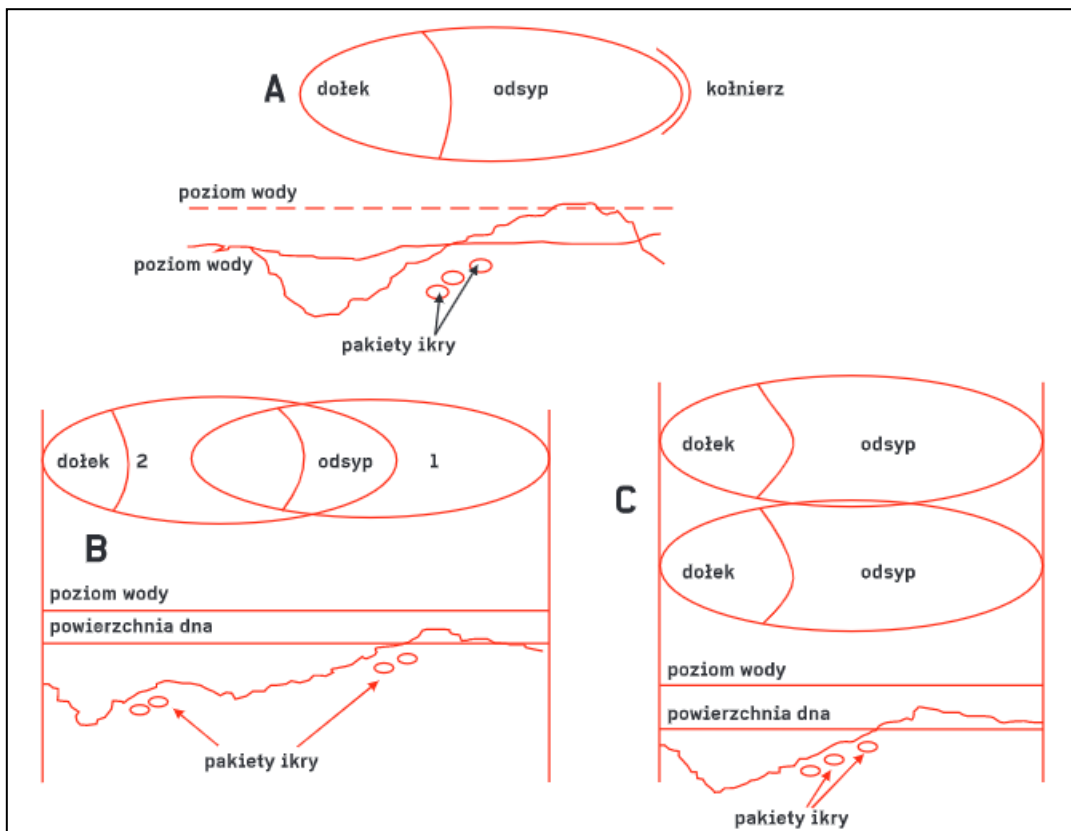 A
dołek
odsyp
kołnierz
poziom wody
poziom wody
pakiety ikry
dołek
2
odsyp
1
B
poziom wody
powierzchnia dna
pakiety ikry
dołek
odsyp
C
dołek
odsyp
poziom wody
powierzchnia dna
pakiety ikry